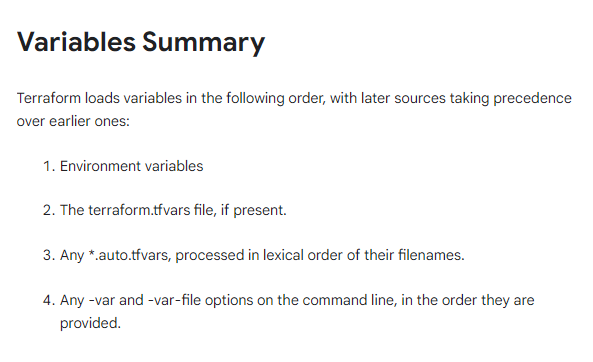 Variables Summary
Terraform loads variables in the following order, with later sources taking precedence
over earlier ones:
1. Environment variables
2. The terraform.tfvars file, if present.
3. Any *.auto.tfvars, processed in lexical order of their filenames.
4. Any -var and -var-file options on the command line, in the order they are
provided.